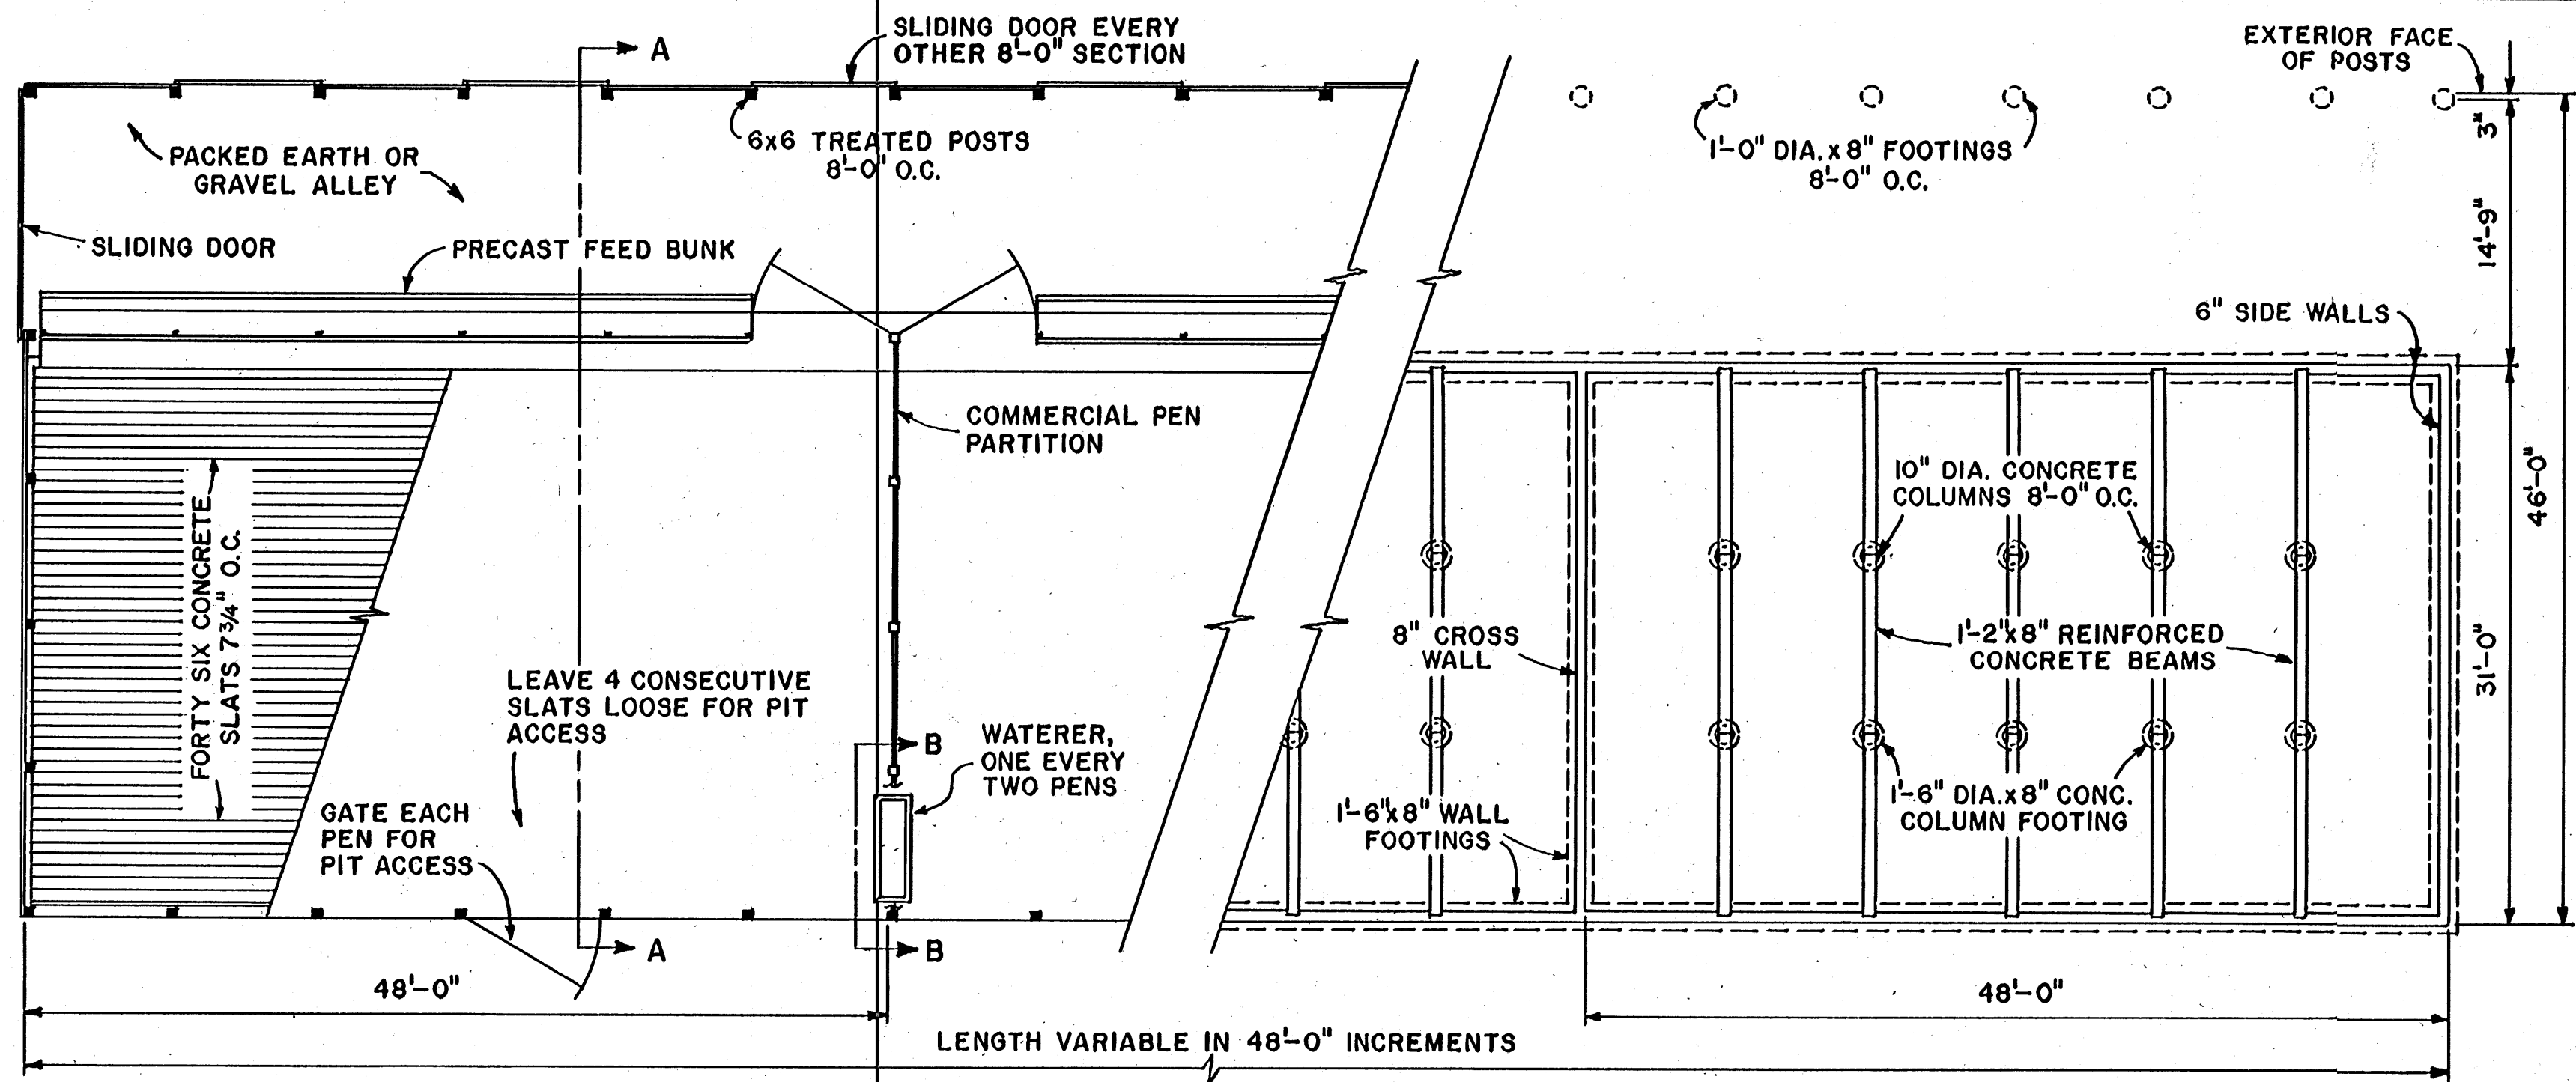 SLIDING DOOR EVERY
OTHER 8'-0" SECTION
A
EXTERIOR FACE
OF POSTS
6x6 TREATED POSTS
8'-0" O.C.
PACKED EARTH OR
GRAVEL ALLEY
1'-0" DIA. x 8" FOOTINGS
8'-0" O.C.
3"
14'-9"
SLIDING DOOR
PRECAST FEED BUNK
6" SIDE WALLS
COMMERCIAL PEN
PARTITION
10" DIA. CONCRETE
COLUMNS 8'-0" O.C.
46'-0"
FORTY SIX CONCRETE
SLATS 7 3/4" O.C.
8" CROSS
WALL
1'-2"x8" REINFORCED
CONCRETE BEAMS
31'-0"
LEAVE 4 CONSECUTIVE
SLATS LOOSE FOR PIT
ACCESS
B
WATERER,
ONE EVERY
TWO PENS
GATE EACH
PEN FOR
PIT ACCESS
1'-6"x8" WALL
FOOTINGS
1'-6" DIA.x8" CONC.
COLUMN FOOTING
A
B
48'-0"
48'-0"
LENGTH VARIABLE IN 48'-0" INCREMENTS